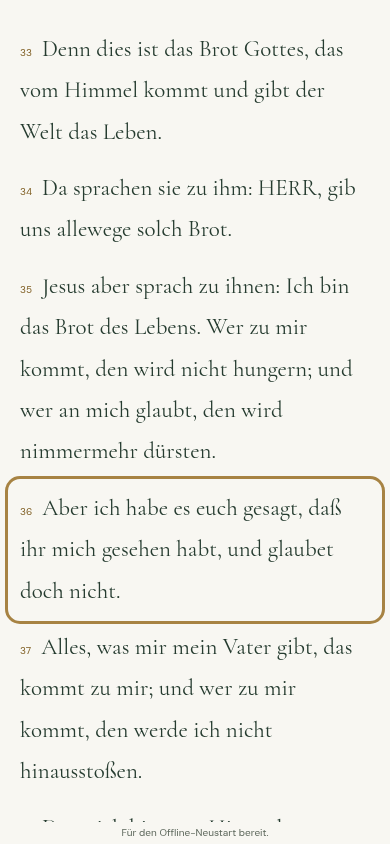 33 Denn dies ist das Brot Gottes, das
vom Himmel kommt und gibt der
Welt das Leben.
34 Da sprachen sie zu ihm: HERR, gib
uns allewege solch Brot.
35 Jesus aber sprach zu ihnen: Ich bin
das Brot des Lebens. Wer zu mir
kommt, den wird nicht hungern; und
wer an mich glaubt, den wird
nimmermehr dürsten.
36 Aber ich habe es euch gesagt, daß
ihr mich gesehen habt, und glaubet
doch nicht.
37 Alles, was mir mein Vater gibt, das
kommt zu mir; und wer zu mir
kommt, den werde ich nicht
hinausstoßen.
Für den Offline-Neustart bereit.